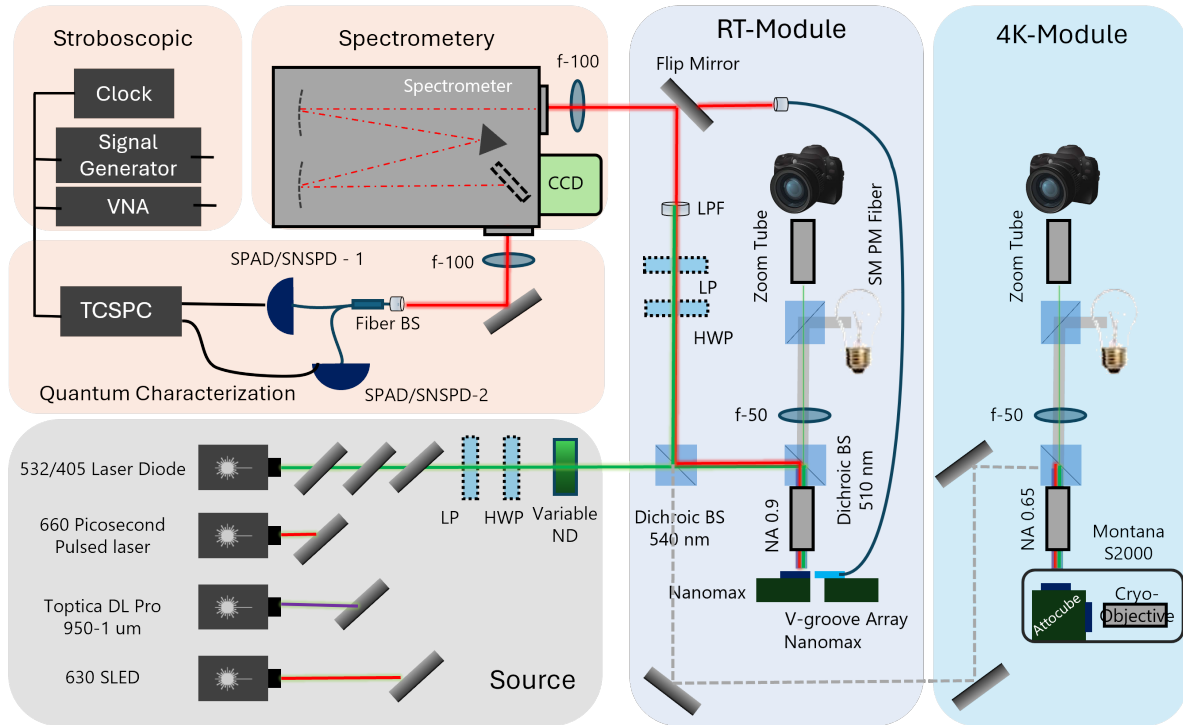 Stroboscopic
Clock
Signal
Generator
VNA
Spectrometery
Spectrometer
f-100
CCD
f-100
SPAD/SNSPD - 1
TCSPC
Fiber BS
SPAD/SNSPD-2
Quantum Characterization
532/405 Laser Diode
LP
HWP
Variable
ND
660 Picosecond
Pulsed laser
Toptica DL Pro
950-1 um
630 SLED
Source
RT-Module
Flip Mirror
LPF
LP
HWP
Zoom Tube
SM PM Fiber
f-50
Dichroic BS
540 nm
NA 0.9
Dichroic BS
510 nm
Nanomax
V-groove Array
Nanomax
4K-Module
Zoom Tube
f-50
NA 0.65
Montana
S2000
Attocube
Cryo-
Objective